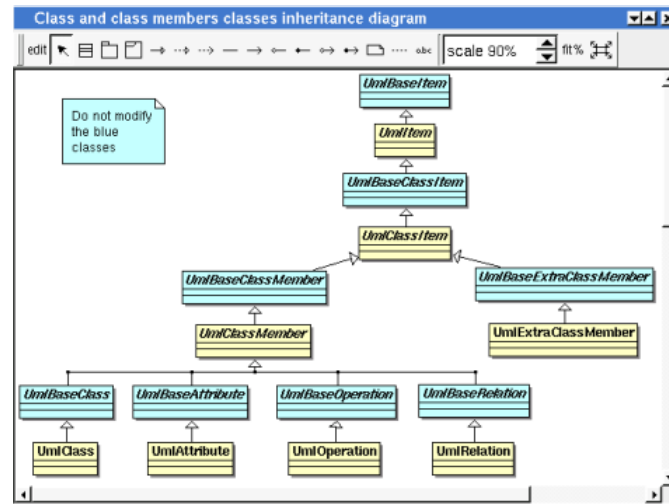 Class and class members classes inheritance diagram
edit
abc
scale 90%
fit%
UmlBaseItem
Do not modify
the blue
classes
UmlItem
UmlBaseClassItem
UmlClassItem
UmlBaseClassMember
UmlBaseExtraClassMember
UmlClassMember
UmlExtraClassMember
UmlBaseClass
UmlBaseAttribute
UmlBaseOperation
UmlBaseRelation
UmlClass
UmlAttribute
UmlOperation
UmlRelation